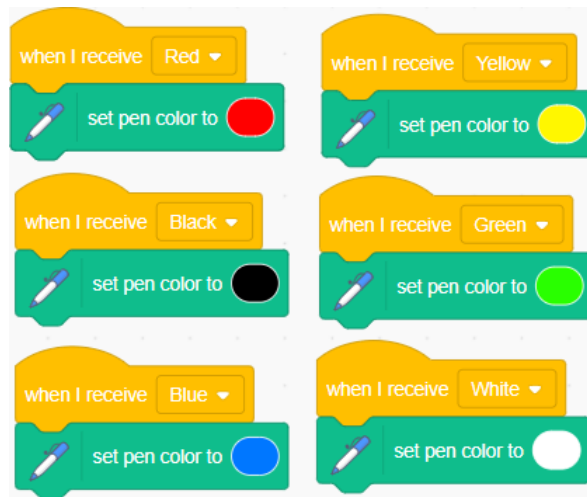 when I receive Red
set pen color to
when I receive Yellow
set pen color to
when I receive Black
set pen color to
when I receive Green
set pen color to
when I receive Blue
set pen color to
when I receive White
set pen color to